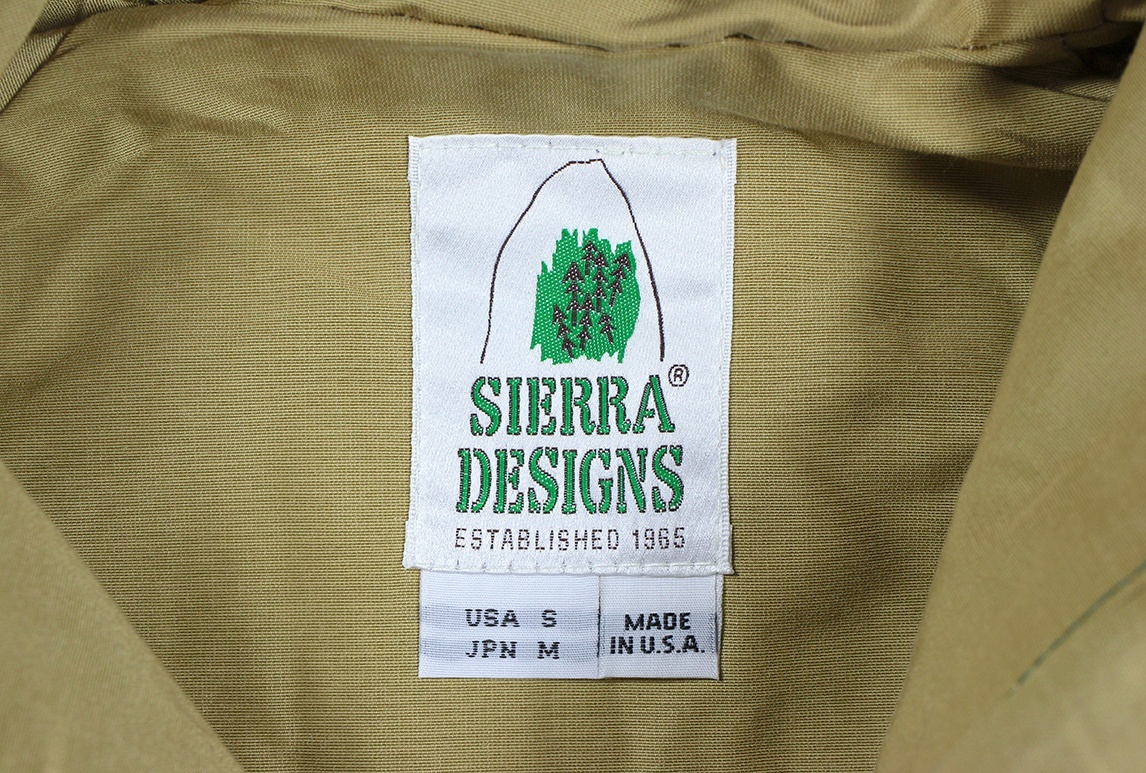 SIERRA®
DESIGNS
ESTABLISHED 1965
USA S
JPN M
MADE
IN U.S.A.